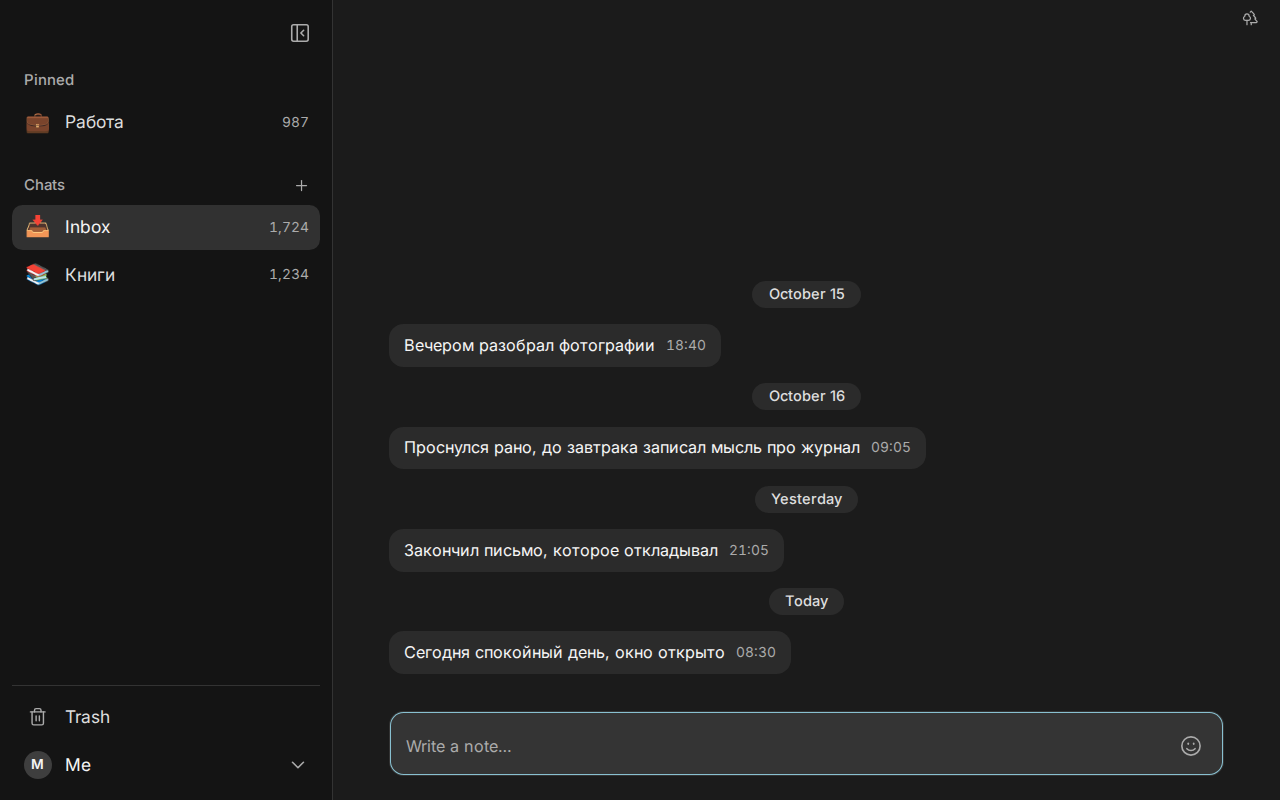 Pinned
Работа 987
Chats
Inbox 1,724
Книги 1,234
Trash
M Me
October 15
Вечером разобрал фотографии 18:40
October 16
Проснулся рано, до завтрака записал мысль про журнал 09:05
Yesterday
Закончил письмо, которое откладывал 21:05
Today
Сегодня спокойный день, окно открыто 08:30
Write a note...